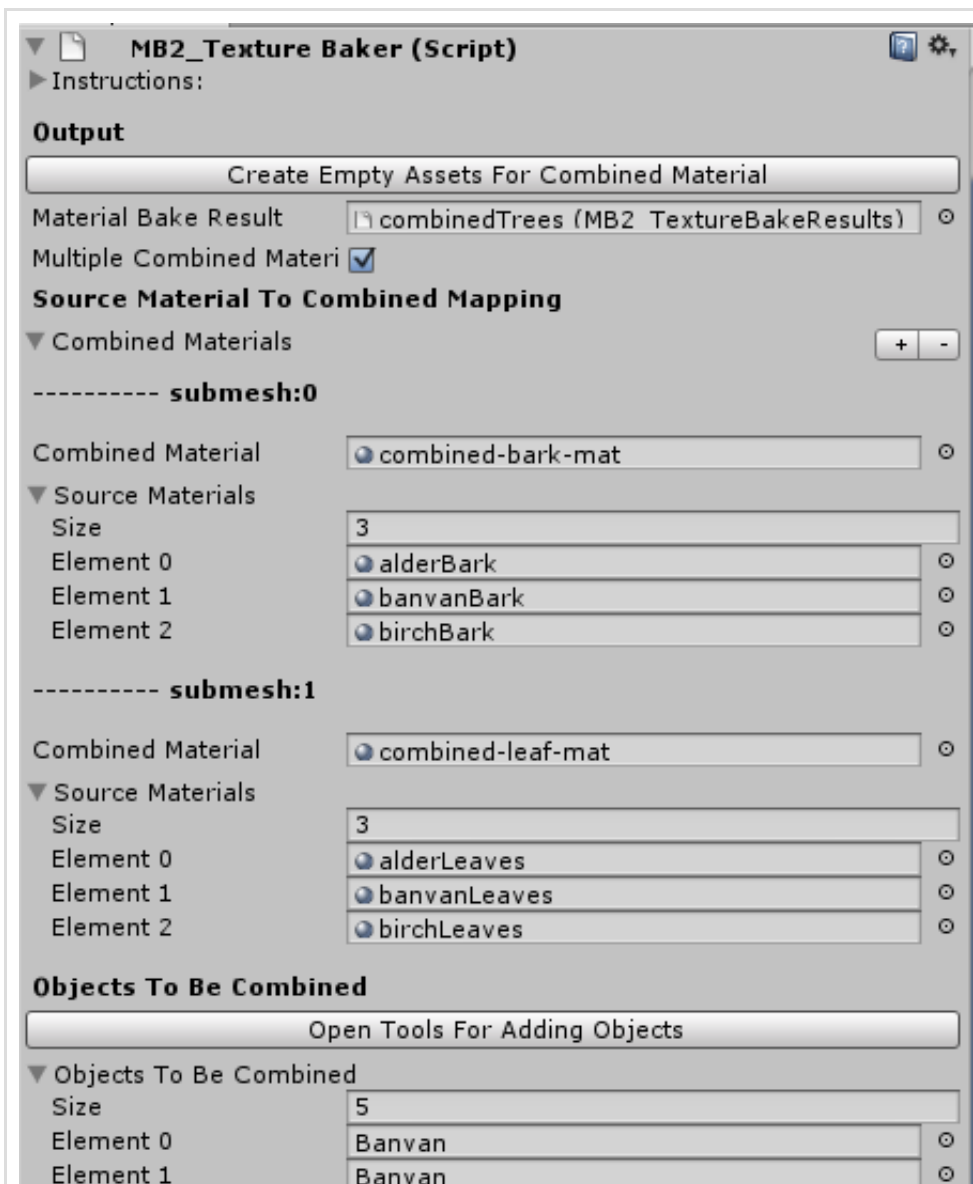 MB2_Texture Baker (Script)
Instructions:
Output
Create Empty Assets For Combined Material
Material Bake Result combinedTrees (MB2_TextureBakeResults)
Multiple Combined Materi
Source Material To Combined Mapping
Combined Materials + -
---------- submesh:0
Combined Material combined-bark-mat
Source Materials
Size 3
Element 0 alderBark
Element 1 banvanBark
Element 2 birchBark
---------- submesh:1
Combined Material combined-leaf-mat
Source Materials
Size 3
Element 0 alderLeaves
Element 1 banvanLeaves
Element 2 birchLeaves
Objects To Be Combined
Open Tools For Adding Objects
Objects To Be Combined
Size 5
Element 0 Banvan
Element 1 Banvan